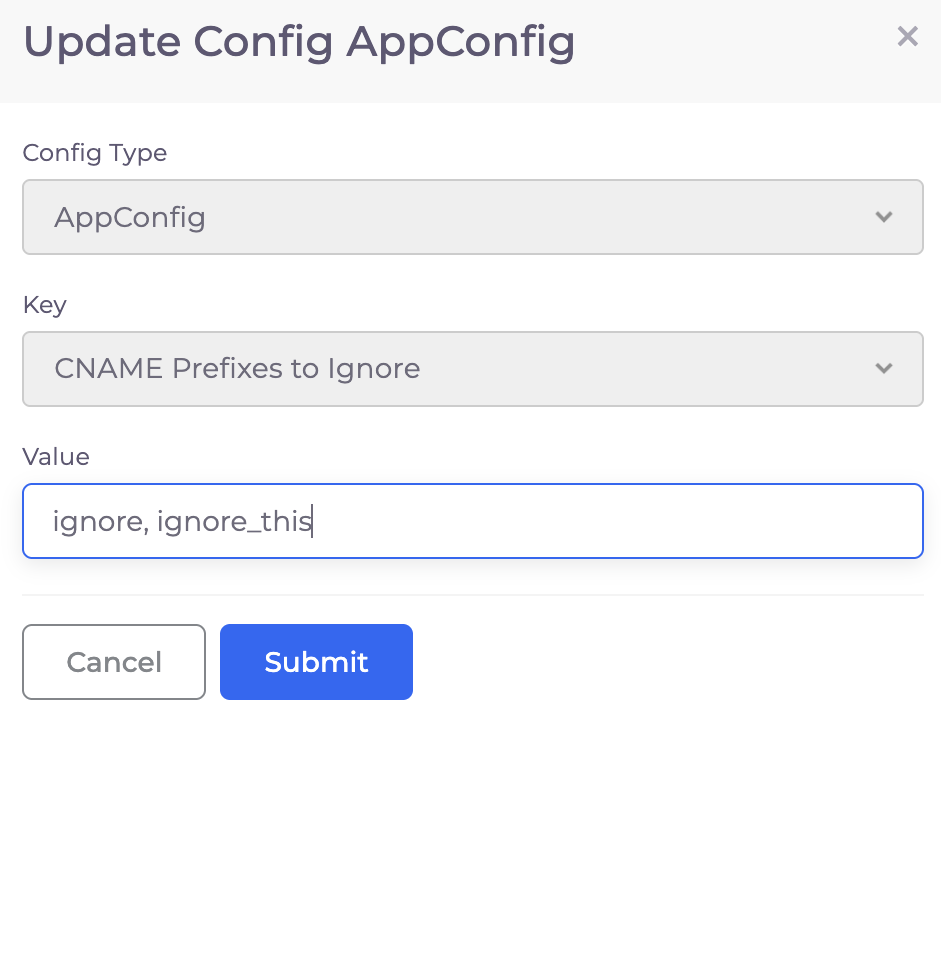 Update Config AppConfig
Config Type
AppConfig
Key
CNAME Prefixes to Ignore
Value
ignore, ignore_this
Cancel
Submit